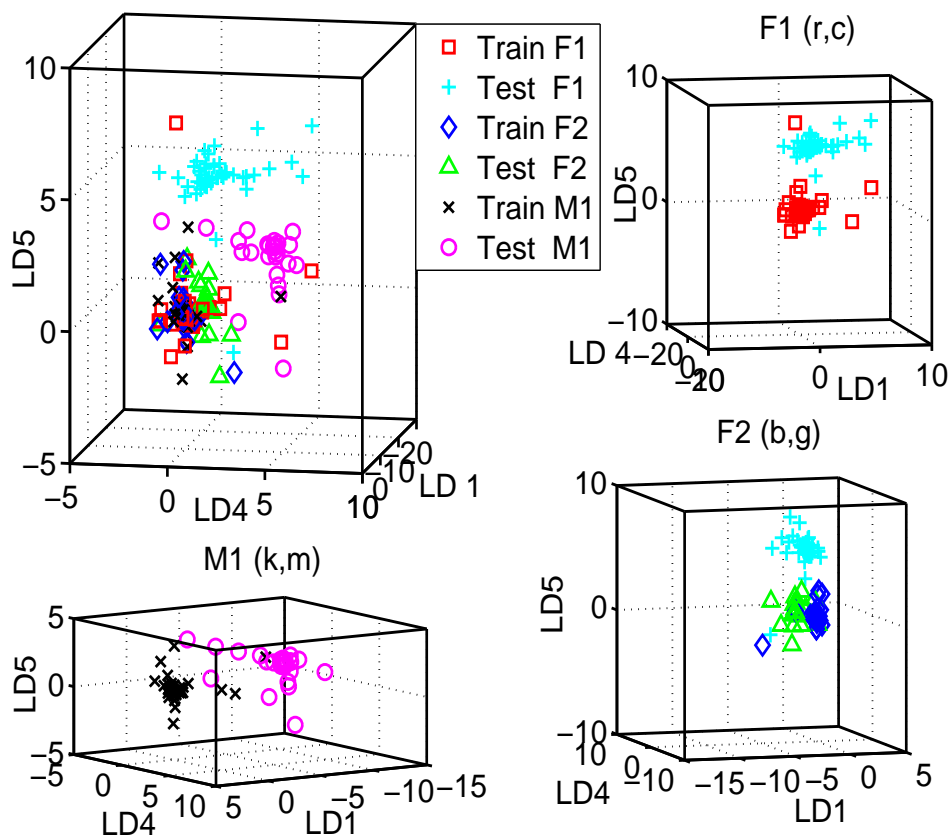 10
5
0
−5
LD5
−5
0
5
10
LD4
0
−10
−20
LD 1
Train F1
Test F1
Train F2
Test F2
Train M1
Test M1
F1 (r,c)
10
0
−10
LD5
LD 4
−20
0
−10
0
10
LD1
F2 (b,g)
10
0
−10
LD5
10
0
−10
LD4
−15
−10
−5
0
5
LD1
M1 (k,m)
5
0
−5
LD5
−5
0
5
10
LD4
5
0
−5
−10
−15
LD1